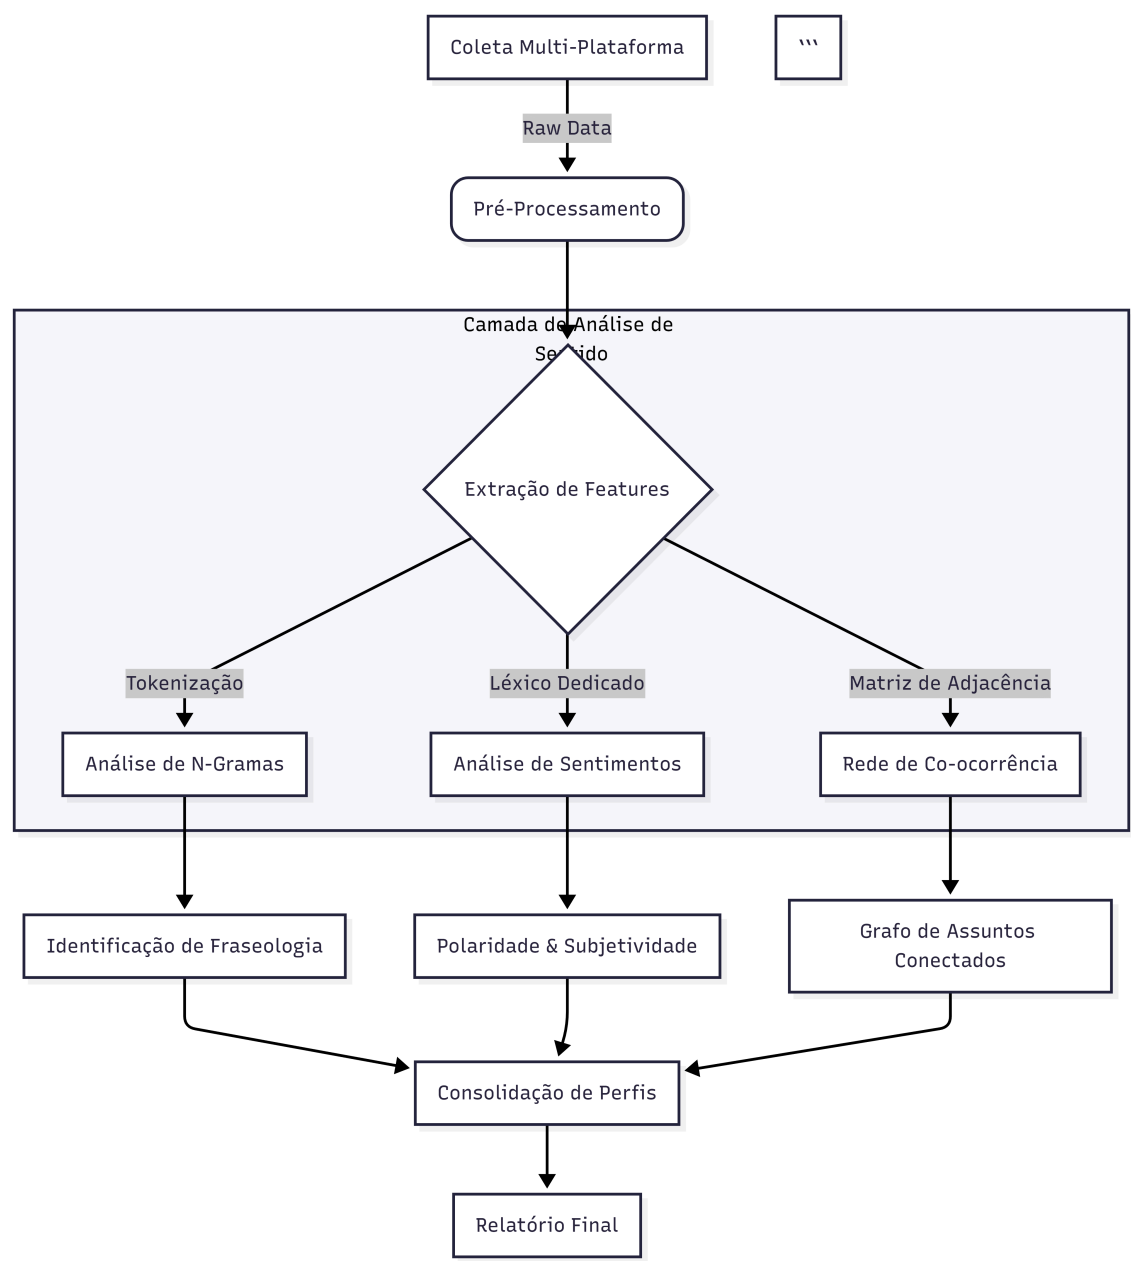 Coleta Multi-Plataforma
```
Raw Data
Pré-Processamento
Camada de Análise de
Sentido
Extração de Features
Tokenização
Léxico Dedicado
Matriz de Adjacência
Análise de N-Gramas
Análise de Sentimentos
Rede de Co-ocorrência
Identificação de Fraseologia
Polaridade & Subjetividade
Grafo de Assuntos
Conectados
Consolidação de Perfis
Relatório Final